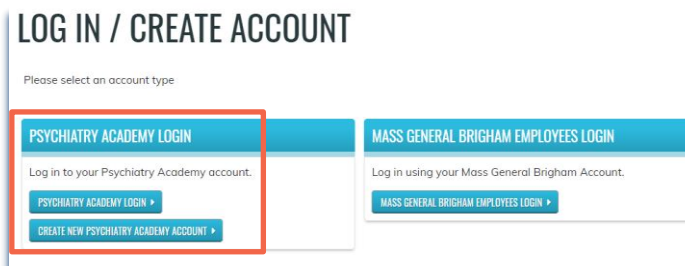 LOG IN / CREATE ACCOUNT
Please select an account type
PSYCHIATRY ACADEMY LOGIN
Log in to your Psychiatry Academy account.
PSYCHIATRY ACADEMY LOGIN
CREATE NEW PSYCHIATRY ACADEMY ACCOUNT
MASS GENERAL BRIGHAM EMPLOYEES LOGIN
Log in using your Mass General Brigham Account.
MASS GENERAL BRIGHAM EMPLOYEES LOGIN